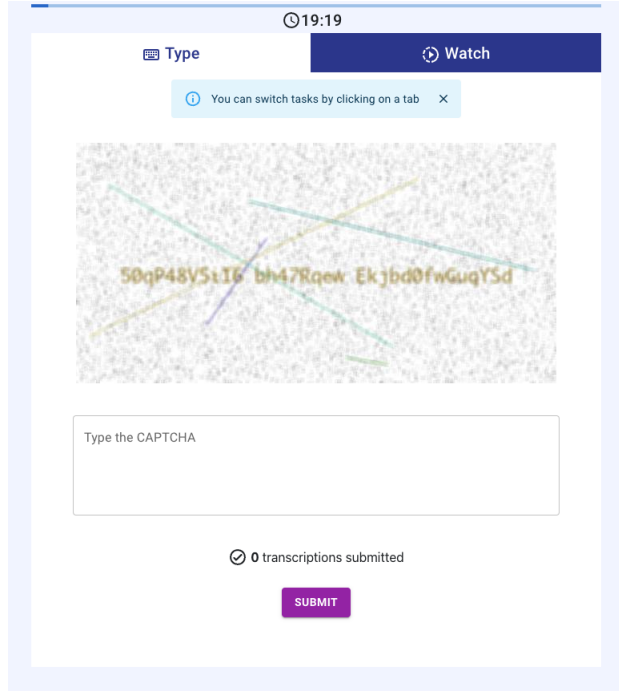 19:19
Type
Watch
You can switch tasks by clicking on a tab
Type the CAPTCHA
0 transcriptions submitted
SUBMIT